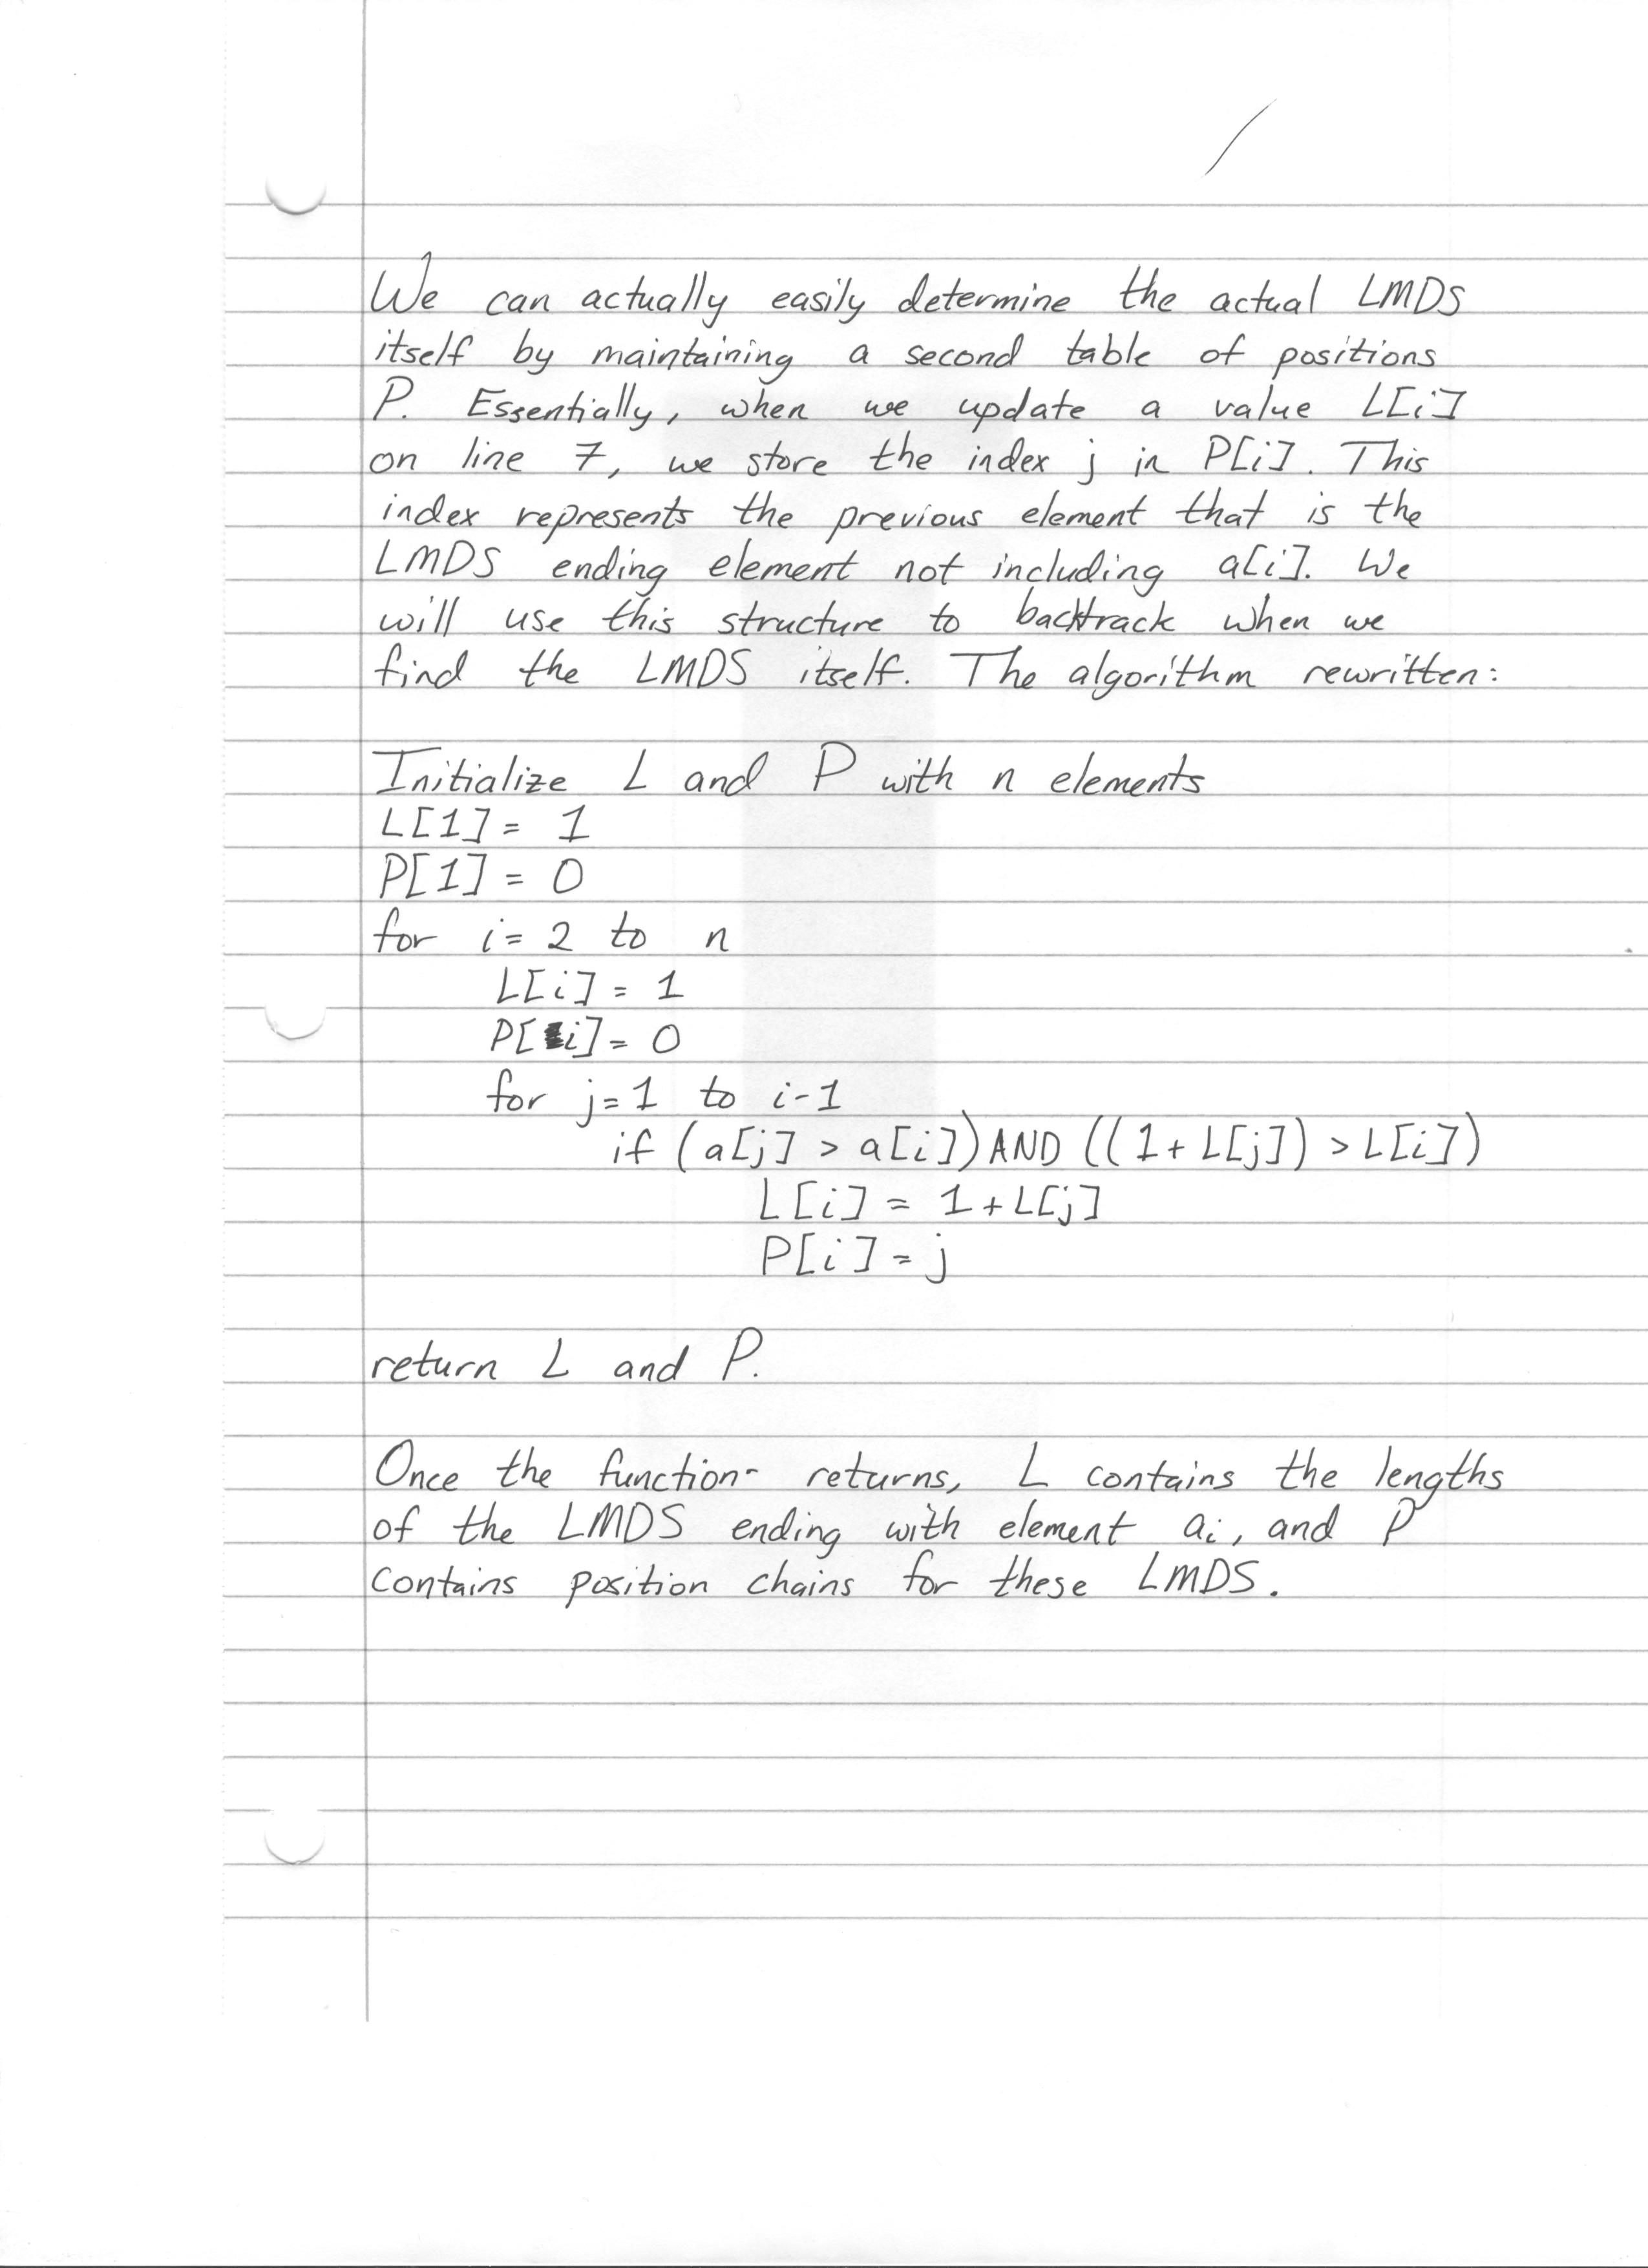 We can actually easily determine the actual LMDS
itself by maintaining a second table of positions
P. Essentially, when we update a value L[i]
on line 7, we store the index j in P[i]. This
index represents the previous element that is the
LMDS ending element not including a[i]. We
will use this structure to backtrack when we
find the LMDS itself. The algorithm rewritten:
Initialize L and P with n elements
L[1] = 1
P[1] = 0
for i = 2 to n
L[i] = 1
P[i] = 0
for j=1 to i-1
if (a[j] > a[i]) AND ((1+L[j]) > L[i])
L[i] = 1+L[j]
P[i] = j
return L and P.
Once the function returns, L contains the lengths
of the LMDS ending with element ai, and P
contains position chains for these LMDS.